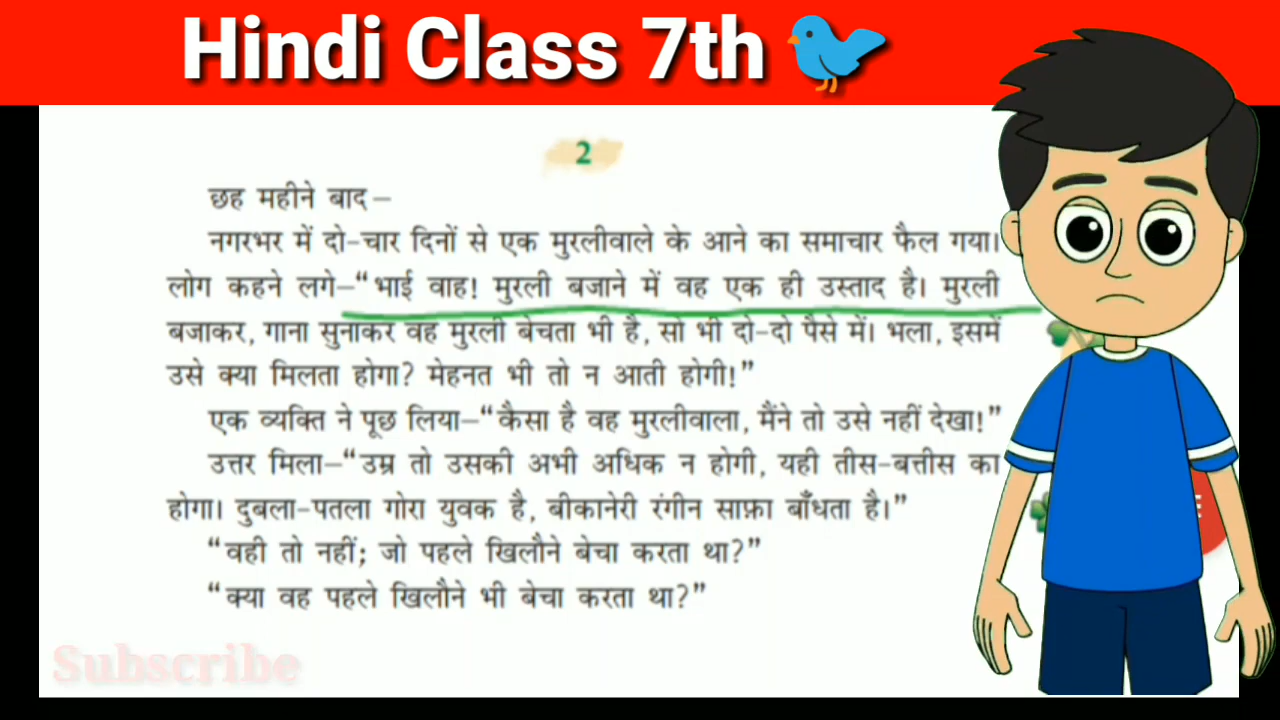 Hindi Class 7th
2
छह महीने बाद–
नगरभर में दो-चार दिनों से एक मुरलीवाले के आने का समाचार फैल गया।
लोग कहने लगे–“भाई वाह! मुरली बजाने में वह एक ही उस्ताद है। मुरली
बजाकर, गाना सुनाकर वह मुरली बेचता भी है, सो भी दो-दो पैसे में। भला, इसमें
उसे क्या मिलता होगा? मेहनत भी तो न आती होगी!”
एक व्यक्ति ने पूछ लिया–“कैसा है वह मुरलीवाला, मैंने तो उसे नहीं देखा!”
उत्तर मिला–“उम्र तो उसकी अभी अधिक न होगी, यही तीस-बत्तीस का
होगा। दुबला-पतला गोरा युवक है, बीकानेरी रंगीन साफ़ा बाँधता है।”
“वही तो नहीं; जो पहले खिलौने बेचा करता था?”
“क्या वह पहले खिलौने भी बेचा करता था?”
Subscribe